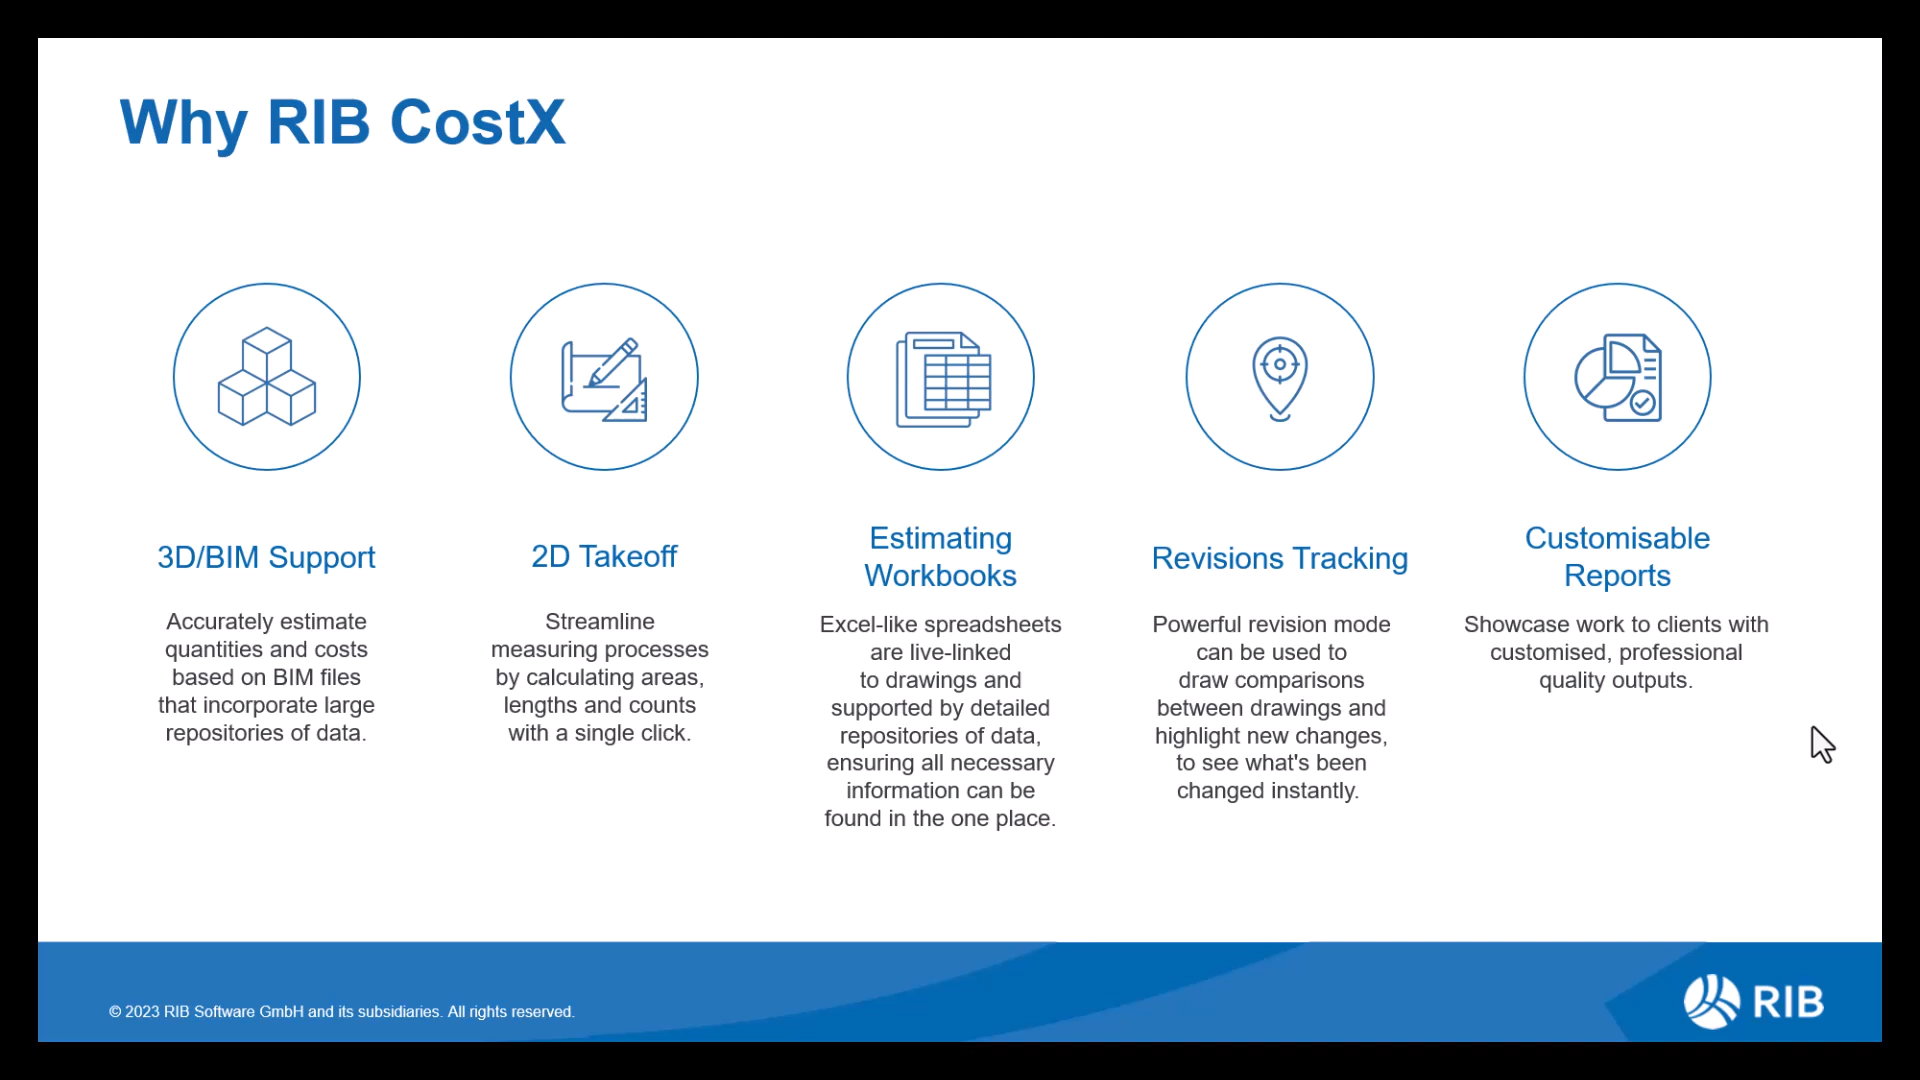 Why RIB CostX
3D/BIM Support
Accurately estimate
quantities and costs
based on BIM files
that incorporate large
repositories of data.
2D Takeoff
Streamline
measuring processes
by calculating areas,
lengths and counts
with a single click.
Estimating
Workbooks
Excel-like spreadsheets
are live-linked
to drawings and
supported by detailed
repositories of data,
ensuring all necessary
information can be
found in the one place.
Revisions Tracking
Powerful revision mode
can be used to
draw comparisons
between drawings and
highlight new changes,
to see what's been
changed instantly.
Customisable
Reports
Showcase work to clients with
customised, professional
quality outputs.
© 2023 RIB Software GmbH and its subsidiaries. All rights reserved.
RIB